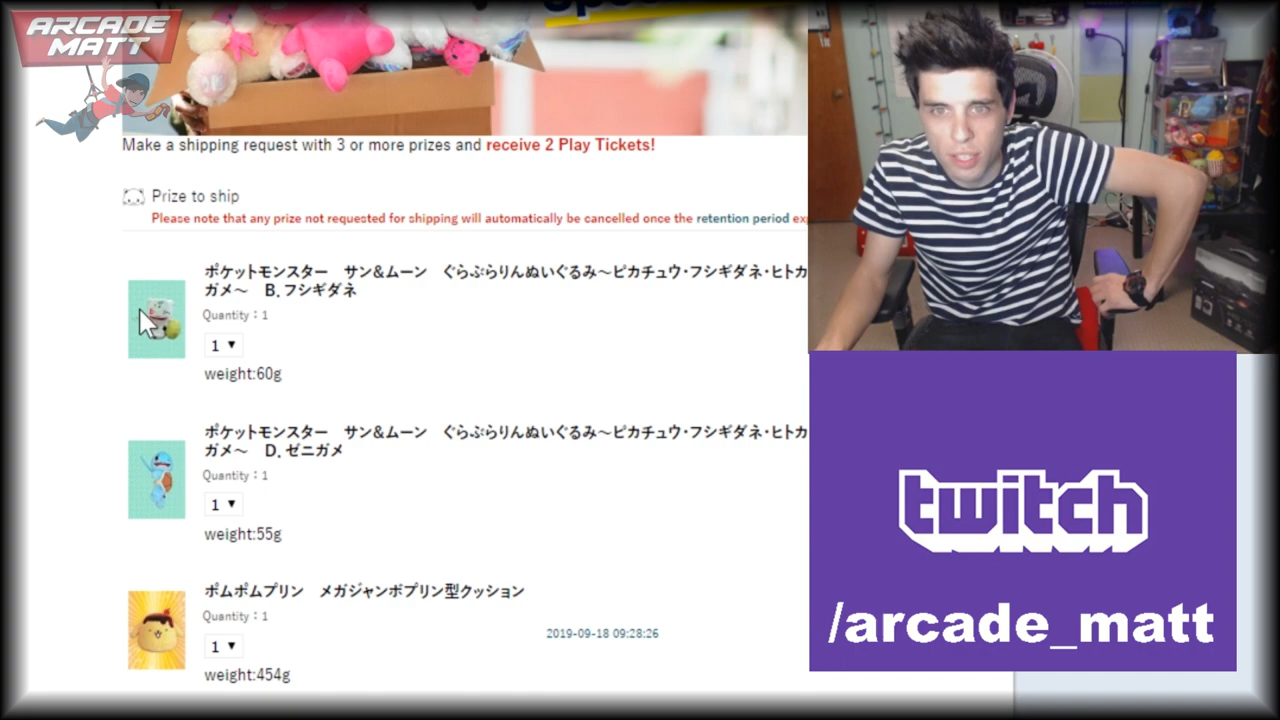 ARCADE
MATT
Make a shipping request with 3 or more prizes and receive 2 Play Tickets!
Prize to ship
Please note that any prize not requested for shipping will automatically be cancelled once the retention period
ポケットモンスター　サン&ムーン　ぐらぶらりんぬいぐるみ～ピカチュウ・フシギダネ・ヒトカ
ガメ～　B.フシギダネ
Quantity：1
1 ▼
weight:60g
ポケットモンスター　サン&ムーン　ぐらぶらりんぬいぐるみ～ピカチュウ・フシギダネ・ヒトカ
ガメ～　D.ゼニガメ
Quantity：1
1 ▼
weight:55g
ポムポムプリン　メガジャンボプリン型クッション
Quantity：1
2019-09-18 09:28:26
1 ▼
weight:454g
twitch
/arcade_matt